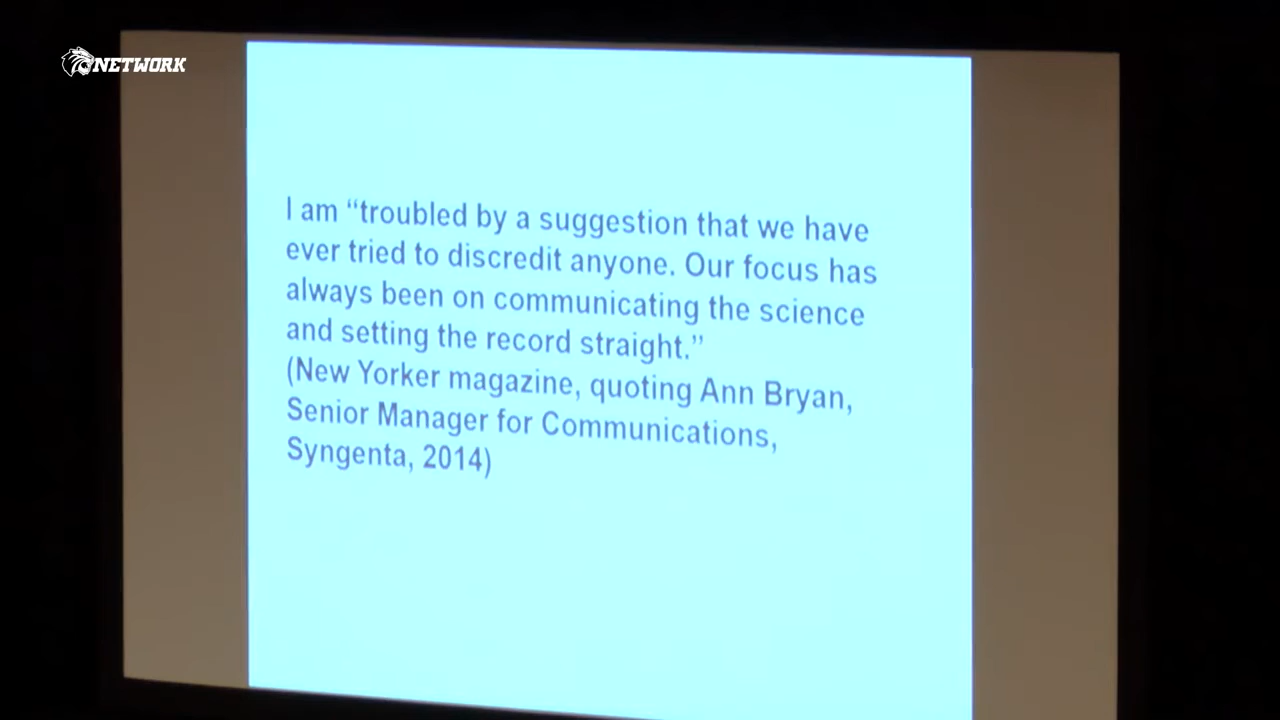 NETWORK
I am “troubled by a suggestion that we have
ever tried to discredit anyone. Our focus has
always been on communicating the science
and setting the record straight.”
(New Yorker magazine, quoting Ann Bryan,
Senior Manager for Communications,
Syngenta, 2014)